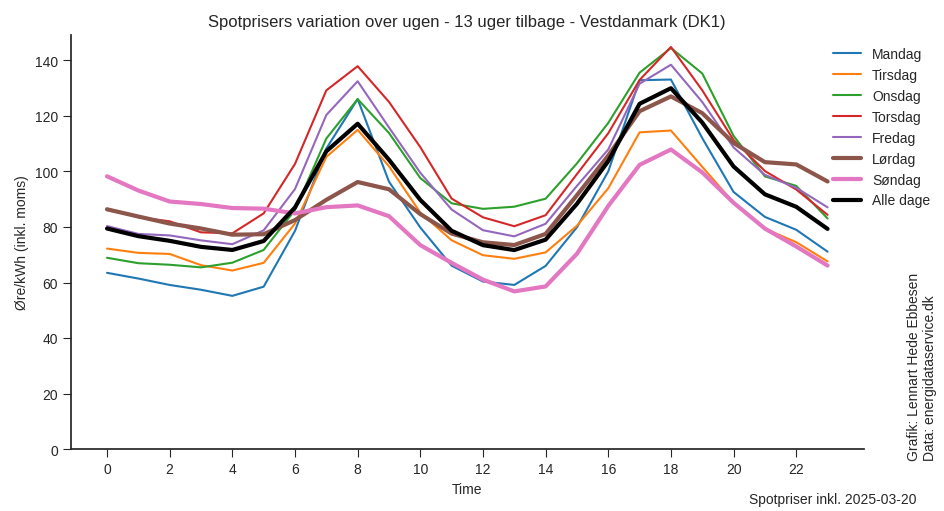 Spotprisers variation over ugen - 13 uger tilbage - Vestdanmark (DK1)
Øre/kWh (inkl. moms)
140
120
100
80
60
40
20
0
0 2 4 6 8 10 12 14 16 18 20 22
Time
Mandag
Tirsdag
Onsdag
Torsdag
Fredag
Lørdag
Søndag
Alle dage
Grafik: Lennart Hede Ebbesen
Data: energidataservice.dk
Spotpriser inkl. 2025-03-20